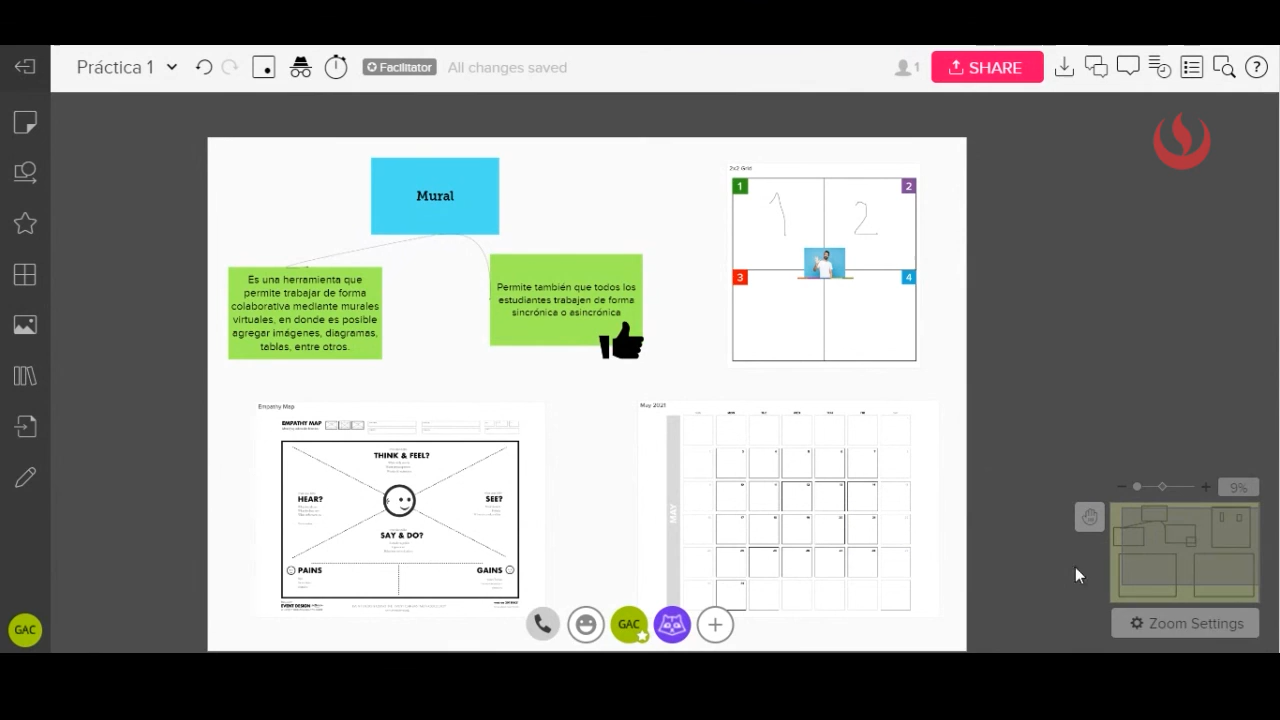 Práctica 1
Facilitator
All changes saved
1
SHARE
?
Mural
Es una herramienta que
permite trabajar de forma
colaborativa mediante murales
virtuales, en donde es posible
agregar imágenes, diagramas,
tablas, entre otros.
Permite también que todos los
estudiantes trabajen de forma
sincrónica o asincrónica
2x2 Grid
1
2
1 2
3
4
Empathy Map
EMPATHY MAP
THINK & FEEL?
HEAR?
SEE?
SAY & DO?
PAINS
GAINS
EVENT DESIGN
May 2021
MAY
9%
Zoom Settings
GAC
GAC